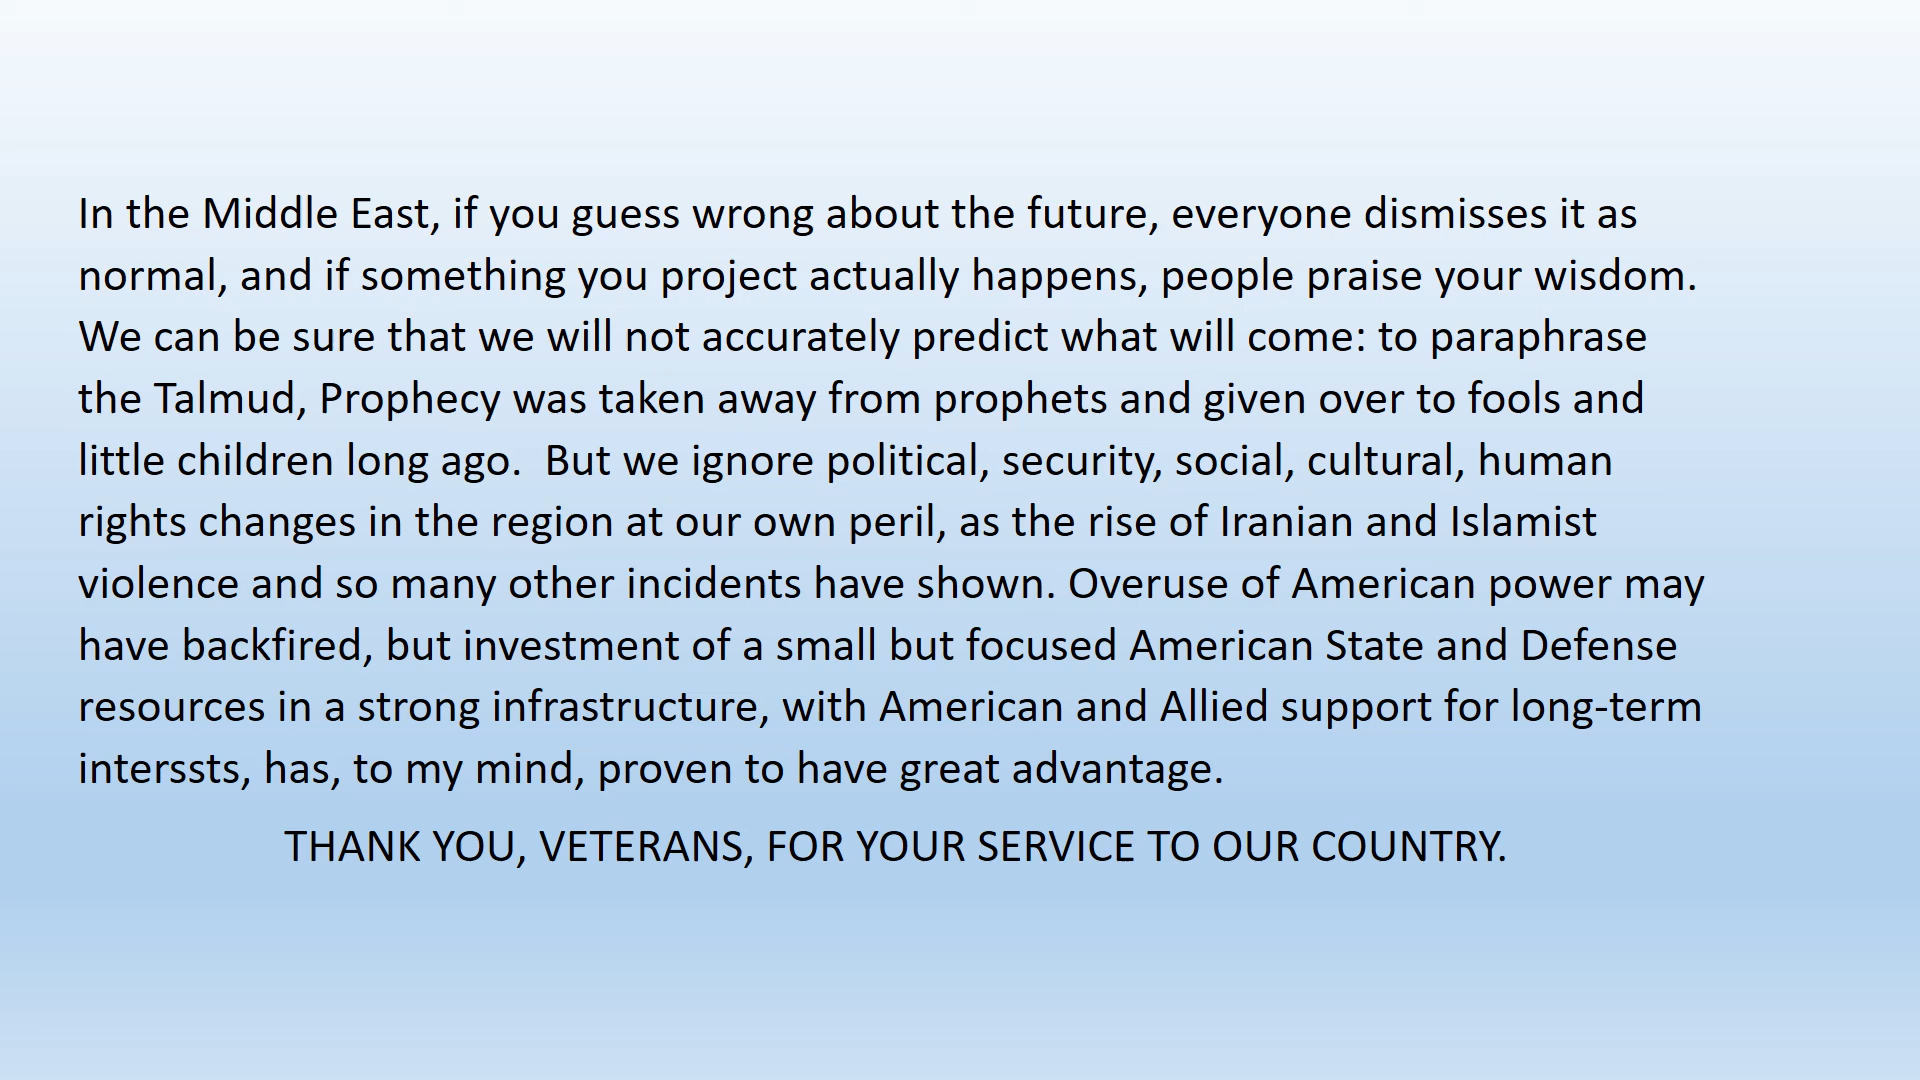 In the Middle East, if you guess wrong about the future, everyone dismisses it as
normal, and if something you project actually happens, people praise your wisdom.
We can be sure that we will not accurately predict what will come: to paraphrase
the Talmud, Prophecy was taken away from prophets and given over to fools and
little children long ago.  But we ignore political, security, social, cultural, human
rights changes in the region at our own peril, as the rise of Iranian and Islamist
violence and so many other incidents have shown. Overuse of American power may
have backfired, but investment of a small but focused American State and Defense
resources in a strong infrastructure, with American and Allied support for long-term
interssts, has, to my mind, proven to have great advantage.
THANK YOU, VETERANS, FOR YOUR SERVICE TO OUR COUNTRY.